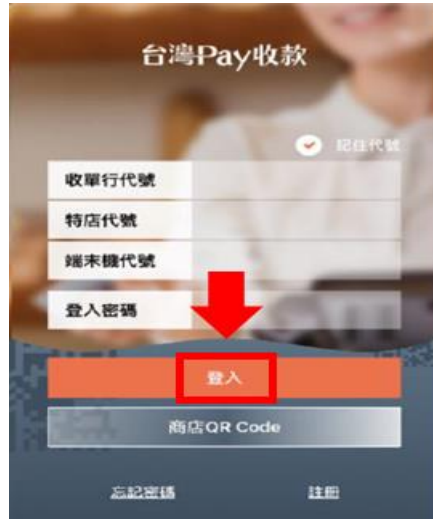 台灣Pay收款
記住代號
收單行代號
特店代號
端末機代號
登入密碼
登入
商店QR Code
忘記密碼 註冊